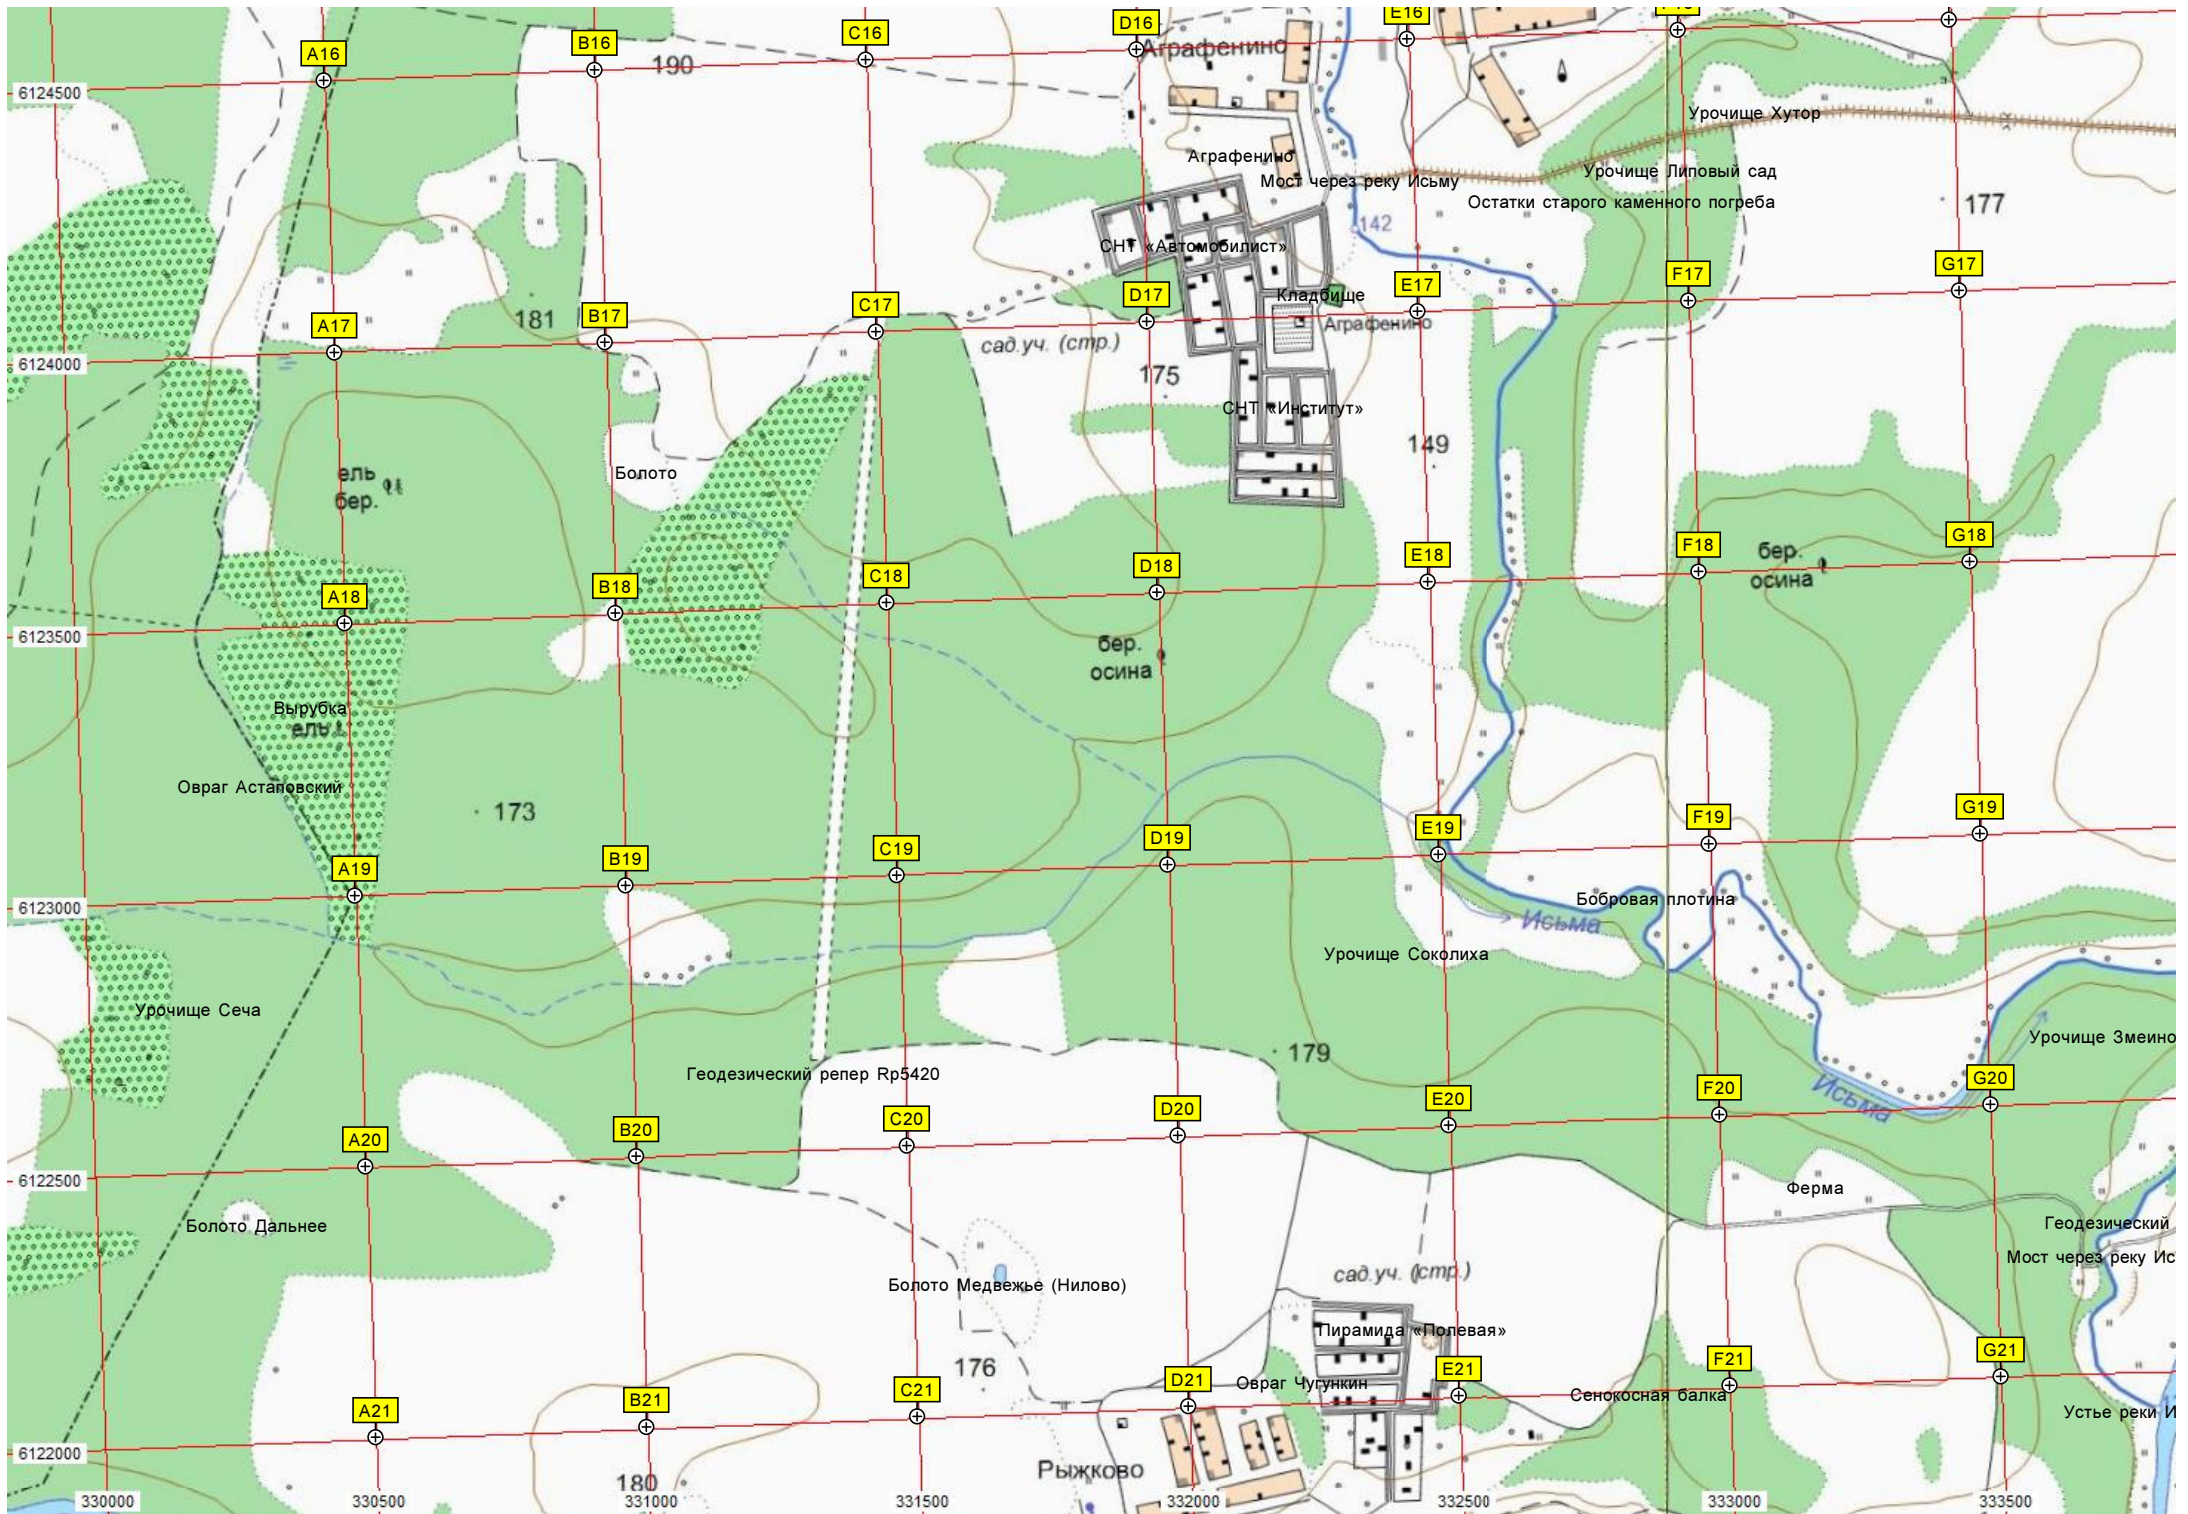 E16
D16
C16
B16
A16
Аграфенино
190
6124500
Урочище Хутор
Аграфенино
Мост через реку Исьму
Урочище Липовый сад
Остатки старого каменного погреба
177
142
СНТ «Автомобилист»
G17
F17
E17
D17
C17
B17
A17
Кладбище
181
Аграфенино
сад.уч. (стр.)
6124000
175
СНТ «Институт»
149
ель
бер.
Болото
G18
F18
E18
D18
C18
B18
A18
бер.
осина
6123500
бер.
осина
Вырубка
ель
Овраг Астаповский
173
G19
F19
E19
D19
C19
B19
A19
Бобровая плотина
6123000
Исьма
Урочище Соколиха
Урочище Сеча
179
Урочище Змеино
Геодезический репер Rp5420
G20
F20
E20
D20
C20
B20
A20
Исьма
6122500
Ферма
Болото Дальнее
Геодезический
Мост через реку Ис
сад.уч. (стр.)
Болото Медвежье (Нилово)
Пирамида «Полевая»
G21
F21
E21
D21
C21
B21
A21
176
Овраг Чугункин
Сенокосная балка
Устье реки И
6122000
Рыжково
180
330000
330500
331000
331500
332000
332500
333000
333500